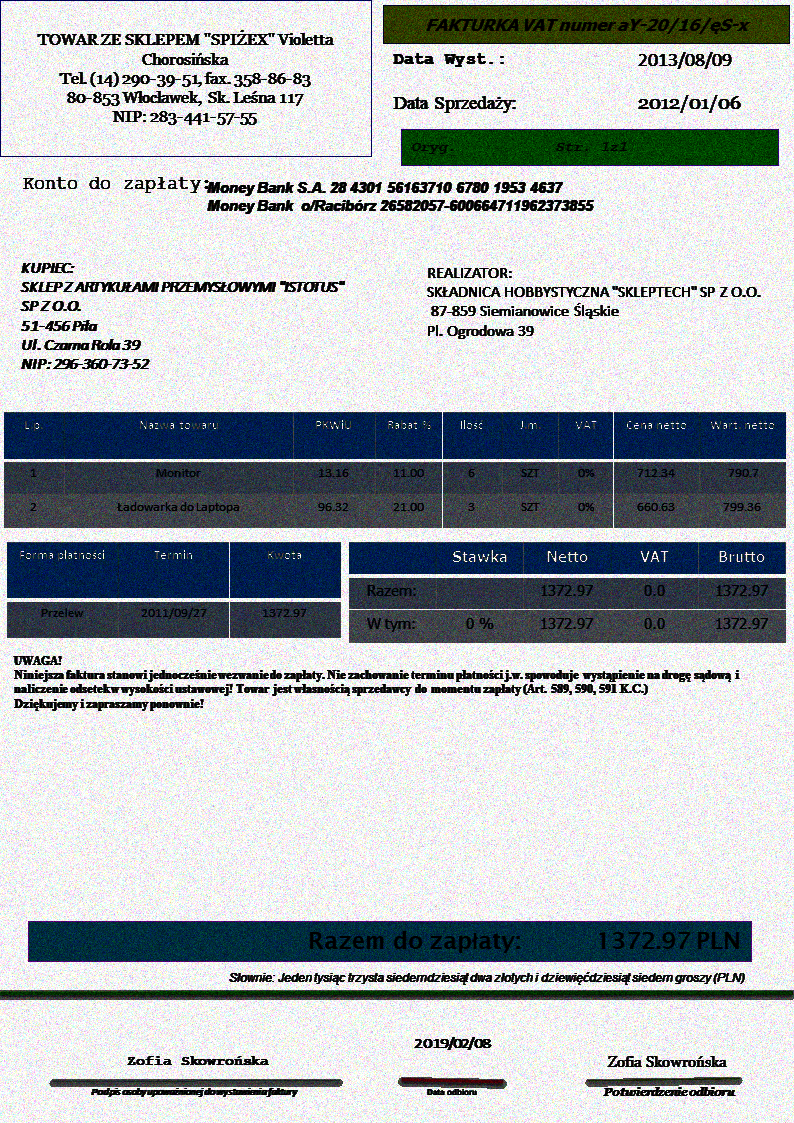 TOWAR ZE SKLEPEM "SPIŻEX" Violetta
Chorosińska
Tel. (14) 290-39-51, fax. 358-86-83
80-853 Włocławek, Sk. Leśna 117
NIP: 283-441-57-55
FAKTURKA VAT numer aY-20/16/ęS-x
Data Wyst.: 2013/08/09
Data Sprzedaży: 2012/01/06
Oryg. Str. 1z1
Konto do zapłaty: Money Bank S.A. 28 4301 56163710 6780 1953 4637
Money Bank o/Racibórz 26582057-6006647119623738​55
KUPIEC:
SKLEP Z ARTYKUŁAMI PRZEMYSŁOWYMI "ISTOTUS"
SP Z O.O.
51-456 Piła
Ul. Czarna Rola 39
NIP: 296-360-73-52
REALIZATOR:
SKŁADNICA HOBBYSTYCZNA "SKLEPTECH" SP Z O.O.
87-859 Siemianowice Śląskie
Pl. Ogrodowa 39
Lp. Nazwa towaru PKWiU Rabat % Ilość J.m. VAT Cena netto Wart. netto
1 Monitor 13.16 11.00 6 SZT 0% 712.34 790.7
2 Ładowarka do Laptopa 96.32 21.00 3 SZT 0% 660.63 799.36
Forma płatności Termin Kwota
Przelew 2011/09/27 1372.97
Stawka Netto VAT Brutto
Razem: 1372.97 0.0 1372.97
W tym: 0 % 1372.97 0.0 1372.97
UWAGA!
Niniejsza faktura stanowi jednocześnie wezwanie do zapłaty. Nie zachowanie terminu płatności j.w. spowoduje wystąpienie na drogę sądową i
naliczenie odsetek w wysokości ustawowej! Towar jest własnością sprzedawcy do momentu zapłaty (Art. 589, 590, 591 K.C.)
Dziękujemy i zapraszamy ponownie!
Razem do zapłaty: 1372.97 PLN
Słownie: Jeden tysiąc trzysta siedemdziesiąt dwa złotych i dziewięćdziesiąt siedem groszy (PLN)
2019/02/08
Zofia Skowrońska
Zofia Skowrońska
Podpis osoby upoważnionej do wystawienia faktury
Data odbioru
Potwierdzenie odbioru